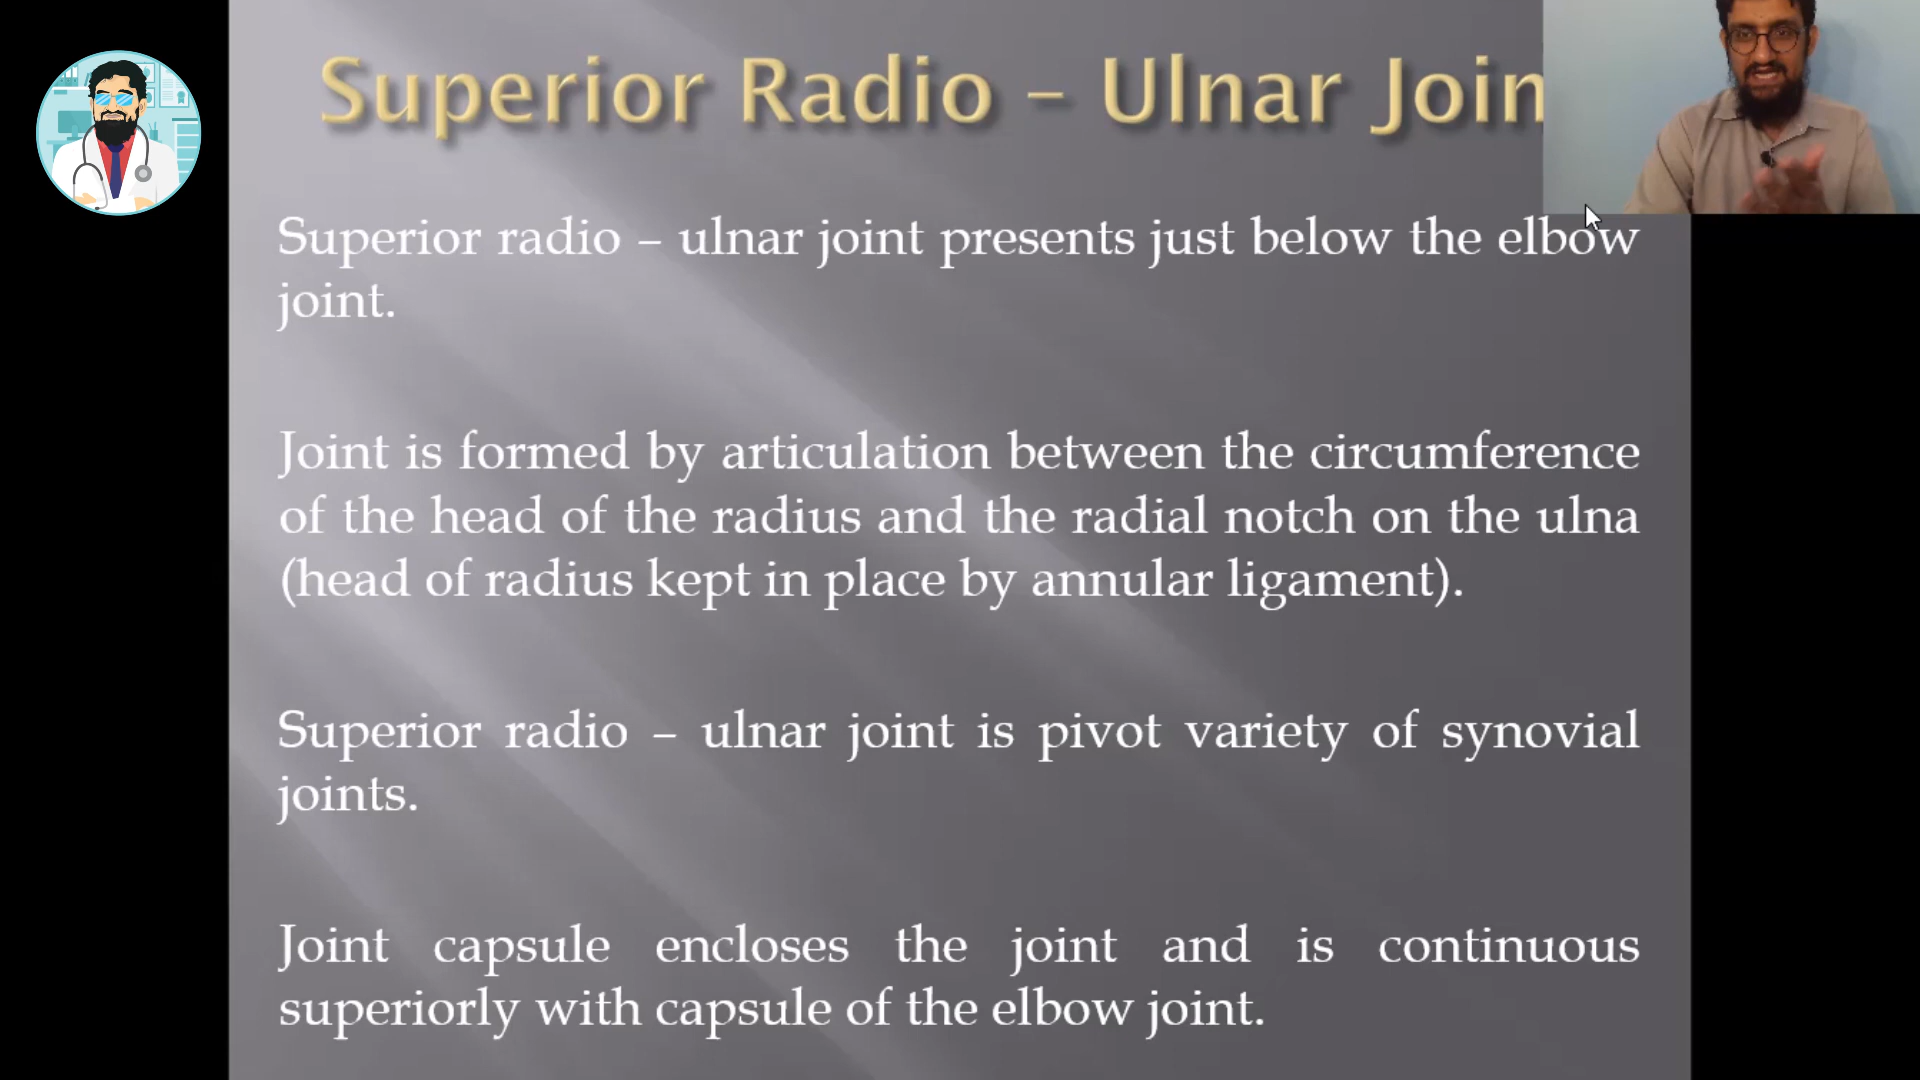 Superior Radio – Ulnar Join
Superior radio – ulnar joint presents just below the elbow
joint.
Joint is formed by articulation between the circumference
of the head of the radius and the radial notch on the ulna
(head of radius kept in place by annular ligament).
Superior radio – ulnar joint is pivot variety of synovial
joints.
Joint capsule encloses the joint and is continuous
superiorly with capsule of the elbow joint.